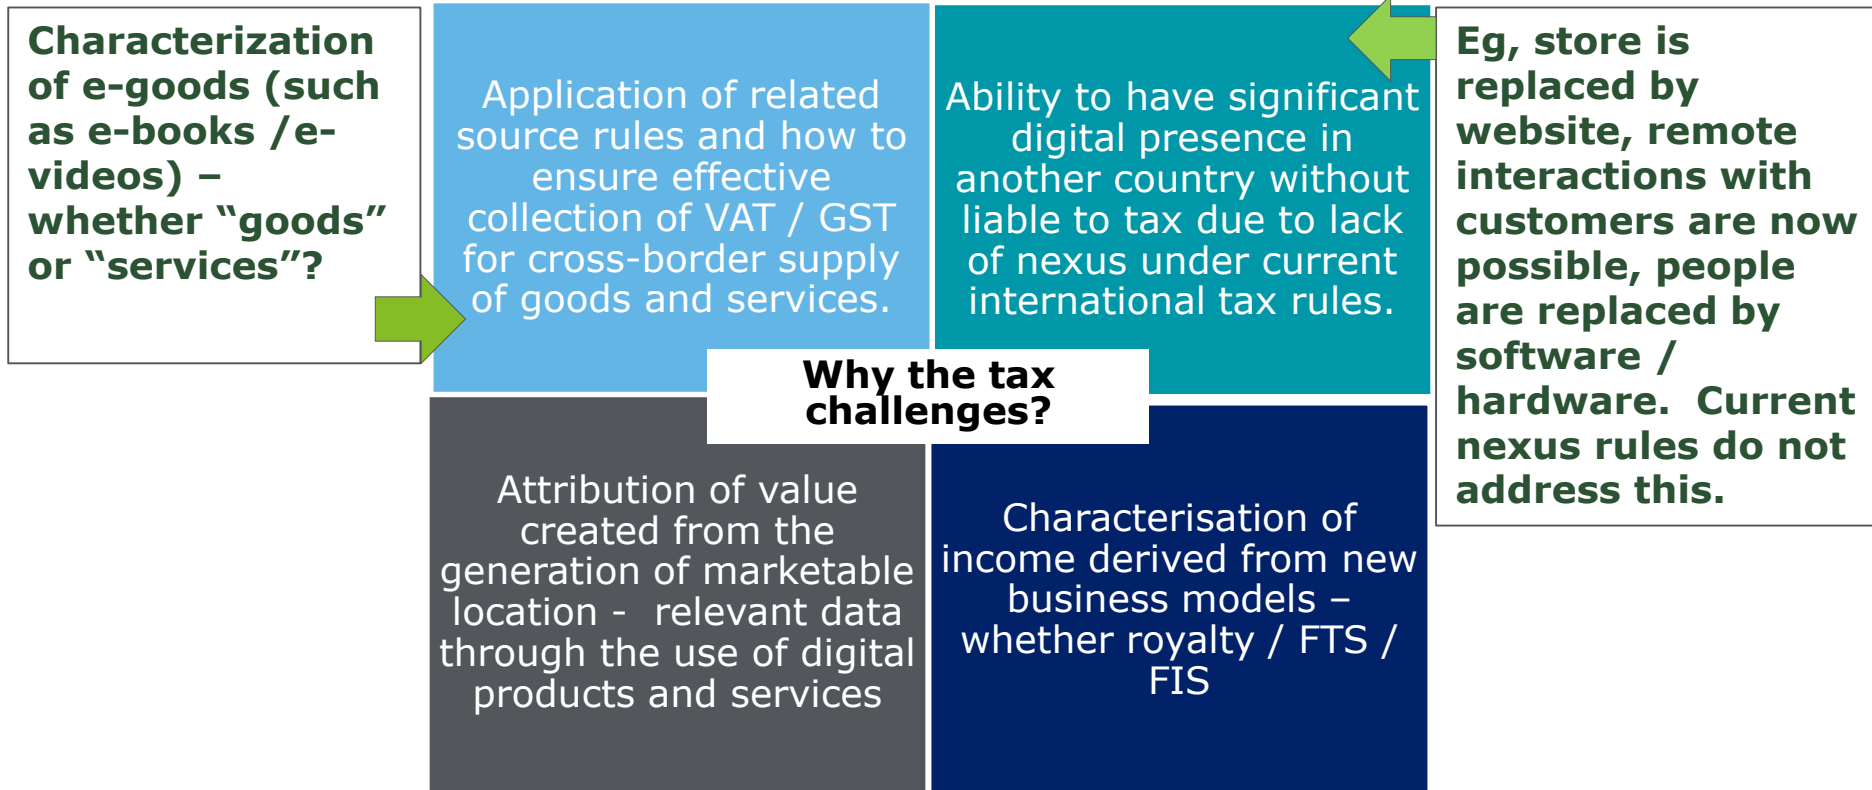 Characterization
of e-goods (such
as e-books /e-
videos) –
whether “goods”
or “services”?
Application of related
source rules and how to
ensure effective
collection of VAT / GST
for cross-border supply
of goods and services.
Ability to have significant
digital presence in
another country without
liable to tax due to lack
of nexus under current
international tax rules.
Eg, store is
replaced by
website, remote
interactions with
customers are now
possible, people
are replaced by
software /
hardware.  Current
nexus rules do not
address this.
Why the tax
challenges?
Attribution of value
created from the
generation of marketable
location -  relevant data
through the use of digital
products and services
Characterisation of
income derived from new
business models –
whether royalty / FTS /
FIS